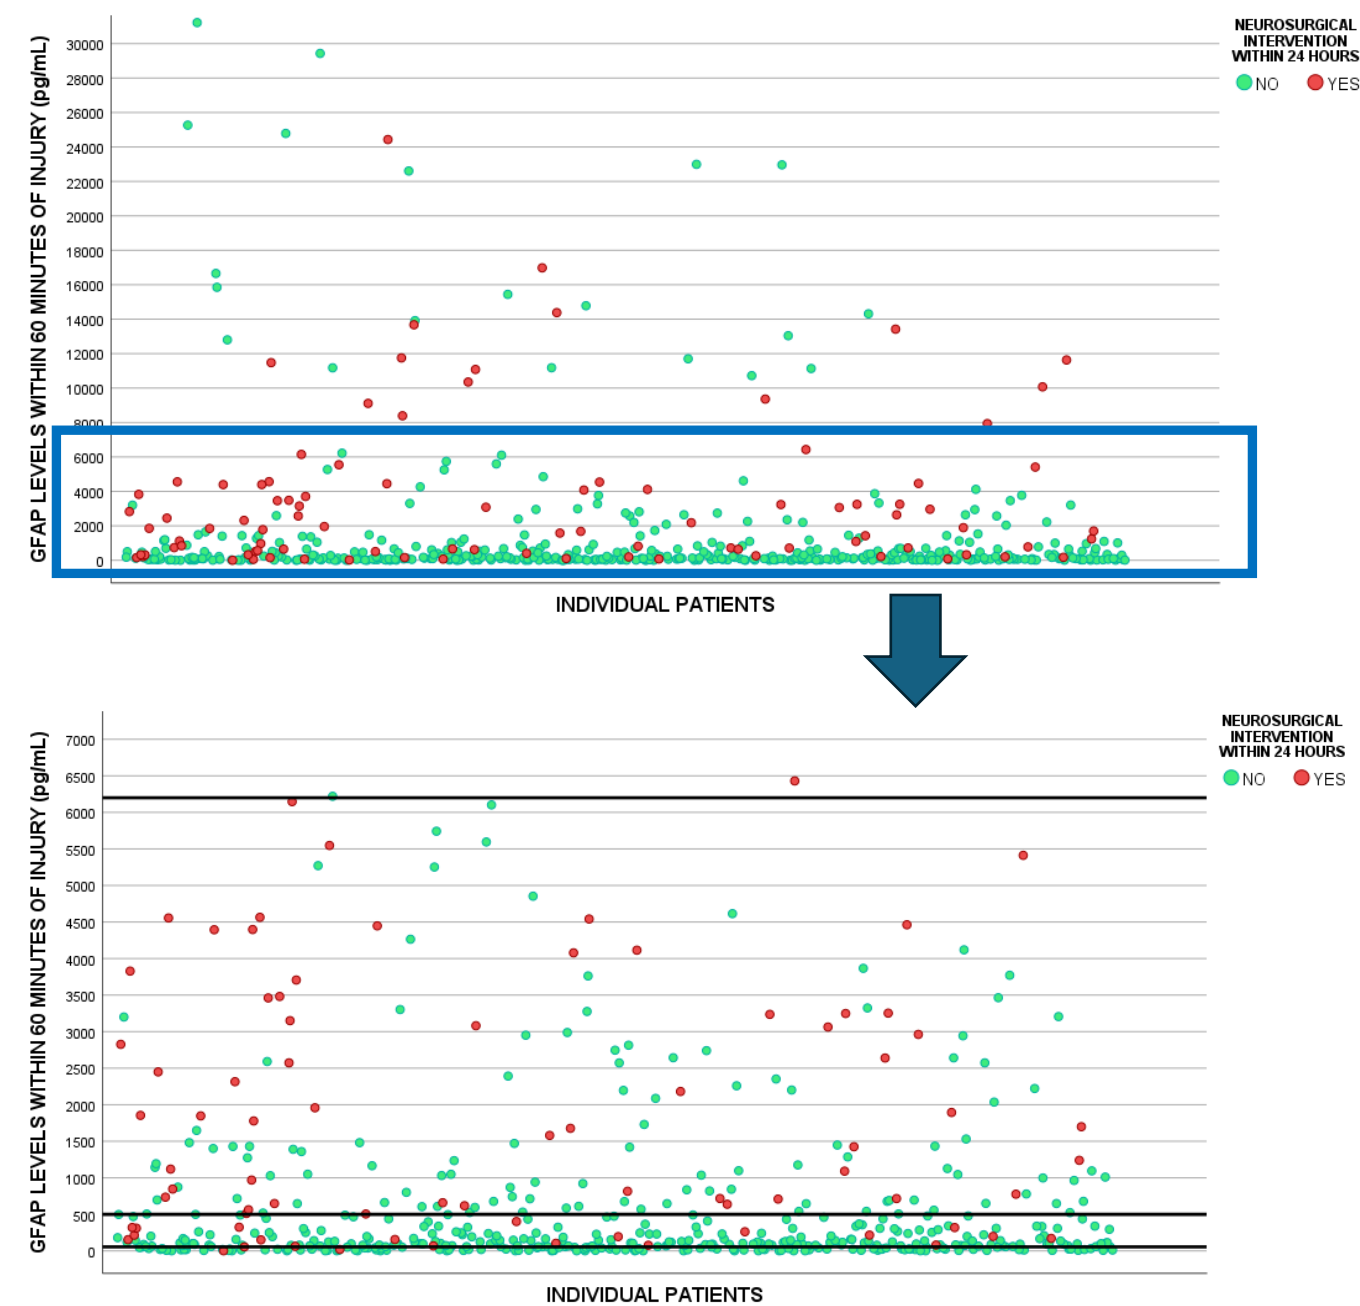 NEUROSURGICAL
INTERVENTION
WITHIN 24 HOURS
NO YES
GFAP LEVELS WITHIN 60 MINUTES OF INJURY (pg/mL)
30000
28000
26000
24000
22000
20000
18000
16000
14000
12000
10000
8000
6000
4000
2000
0
INDIVIDUAL PATIENTS
NEUROSURGICAL
INTERVENTION
WITHIN 24 HOURS
NO YES
GFAP LEVELS WITHIN 60 MINUTES OF INJURY (pg/mL)
7000
6500
6000
5500
5000
4500
4000
3500
3000
2500
2000
1500
1000
500
0
INDIVIDUAL PATIENTS